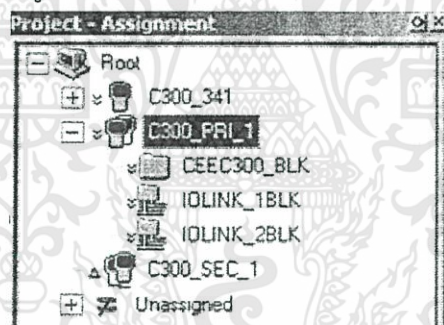 Project - Assignment
Root
C300_341
C300_PRI_1
CEEC300_BLK
IOLINK_1BLK
IOLINK_2BLK
C300_SEC_1
Unassigned